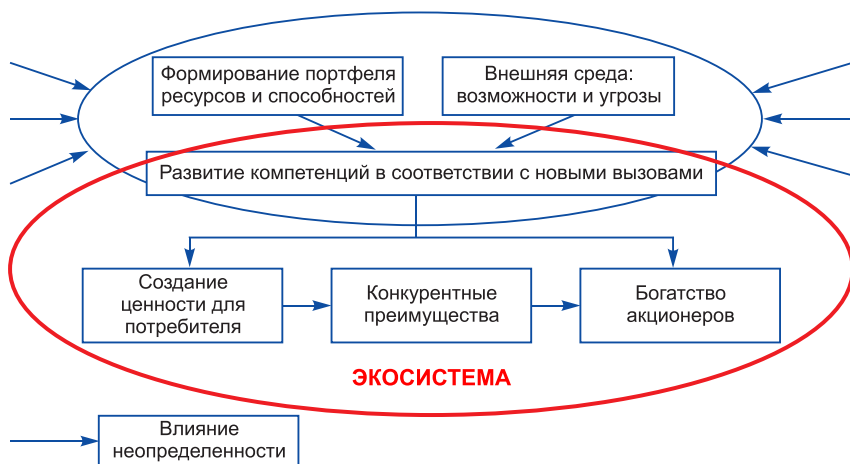 Формирование портфеля
ресурсов и способностей
Внешняя среда:
возможности и угрозы
Развитие компетенций в соответствии с новыми вызовами
Создание
ценности для
потребителя
Конкурентные
преимущества
Богатство
акционеров
ЭКОСИСТЕМА
Влияние
неопределенности